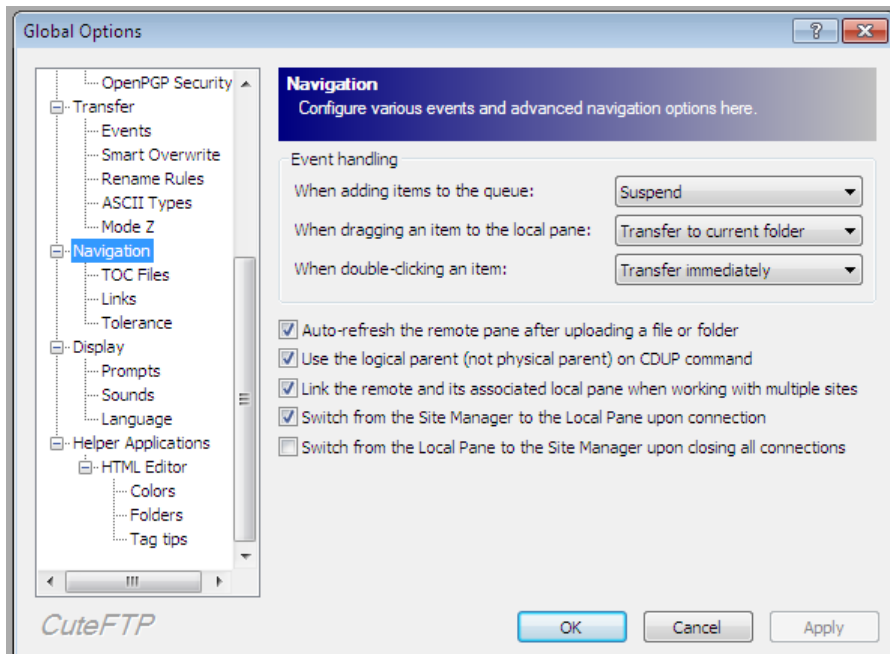 Global Options
OpenPGP Security
Transfer
Events
Smart Overwrite
Rename Rules
ASCII Types
Mode Z
Navigation
TOC Files
Links
Tolerance
Display
Prompts
Sounds
Language
Helper Applications
HTML Editor
Colors
Folders
Tag tips
CuteFTP
Navigation
Configure various events and advanced navigation options here.
Event handling
When adding items to the queue: Suspend
When dragging an item to the local pane: Transfer to current folder
When double-clicking an item: Transfer immediately
Auto-refresh the remote pane after uploading a file or folder
Use the logical parent (not physical parent) on CDUP command
Link the remote and its associated local pane when working with multiple sites
Switch from the Site Manager to the Local Pane upon connection
Switch from the Local Pane to the Site Manager upon closing all connections
OK Cancel Apply